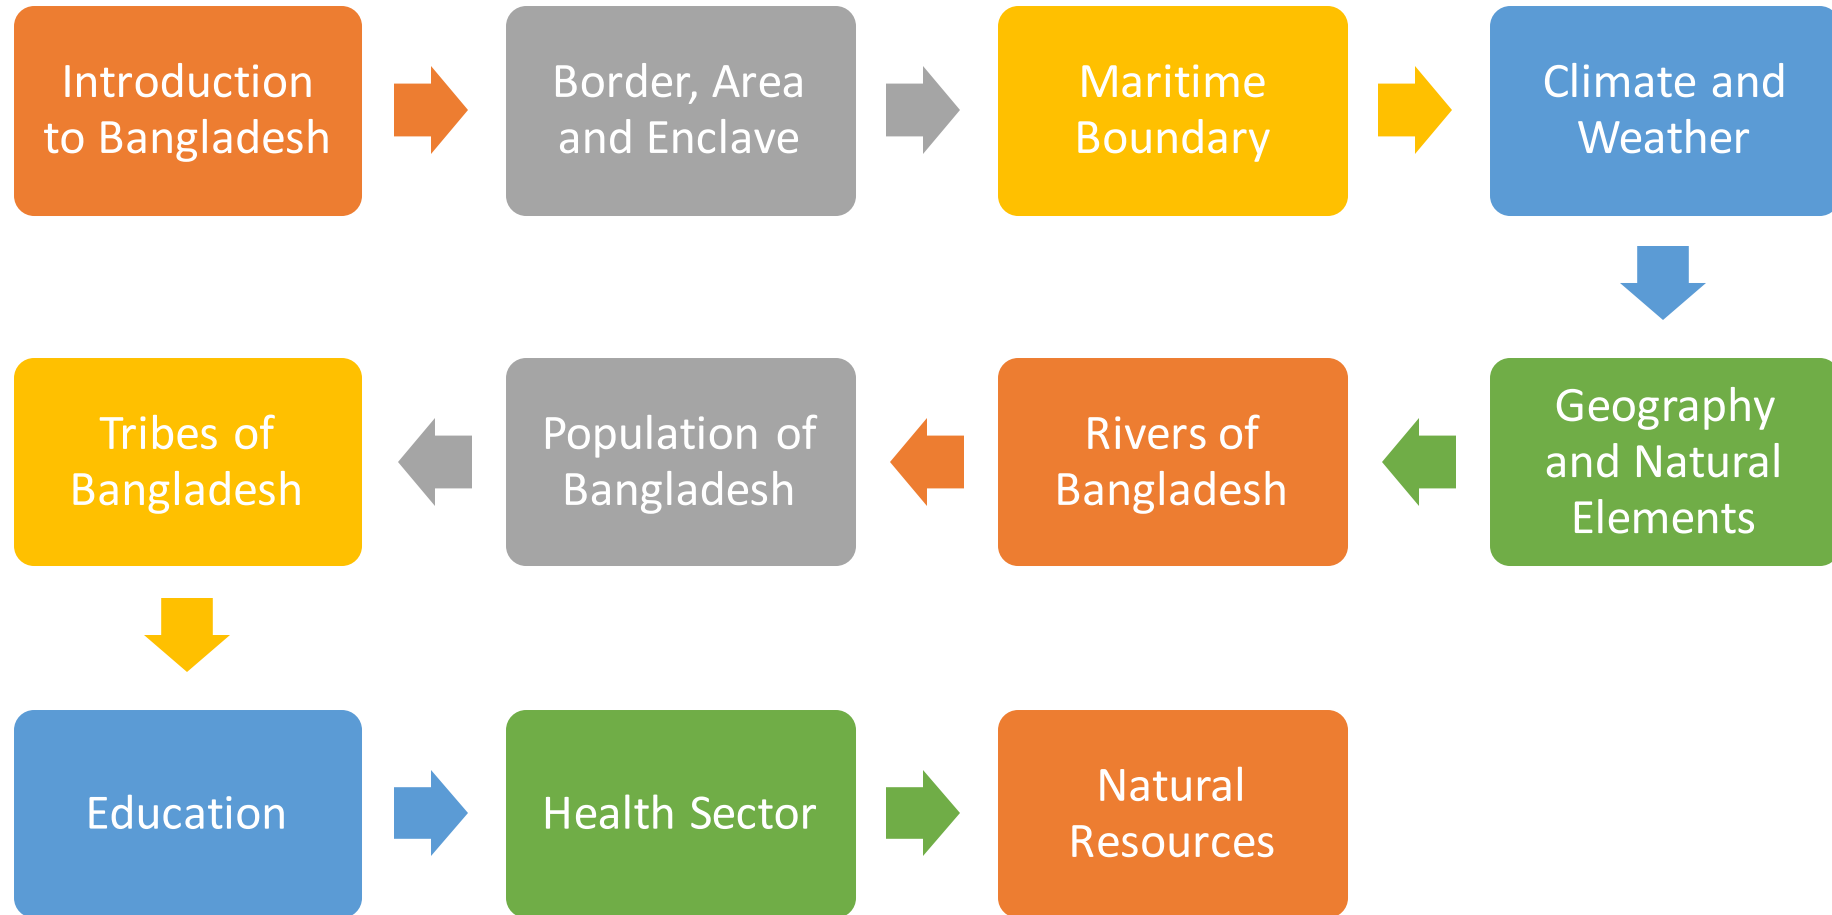 Introduction
to Bangladesh
Border, Area
and Enclave
Maritime
Boundary
Climate and
Weather
Geography
and Natural
Elements
Rivers of
Bangladesh
Population of
Bangladesh
Tribes of
Bangladesh
Education
Health Sector
Natural
Resources